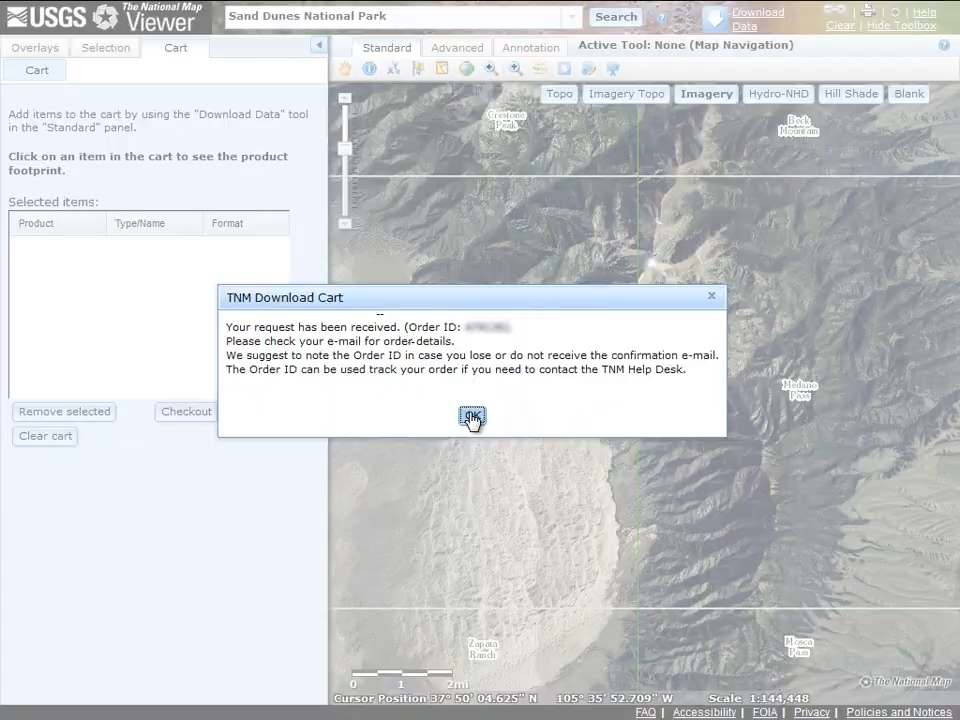 USGS The National Map Viewer
Sand Dunes National Park
Search
Download Data
Clear
Help
Hide Toolbox
Overlays
Selection
Cart
Standard
Advanced
Annotation
Active Tool: None (Map Navigation)
Cart
Topo
Imagery Topo
Imagery
Hydro-NHD
Hill Shade
Blank
Add items to the cart by using the "Download Data" tool
in the "Standard" panel.
Click on an item in the cart to see the product
footprint.
Selected items:
Product
Type/Name
Format
Remove selected
Checkout
Clear cart
TNM Download Cart
Your request has been received. (Order ID:
Please check your e-mail for order details.
We suggest to note the Order ID in case you lose or do not receive the confirmation e-mail.
The Order ID can be used track your order if you need to contact the TNM Help Desk.
OK
Crestone Peak
Beck Mountain
Medano Pass
Zapata Ranch
Mosca Pass
0 1 2mi
The National Map
Cursor Position 37° 50' 04.625" N 105° 35' 52.709" W Scale 1:144,448
FAQ | Accessibility | FOIA | Privacy | Policies and Notices